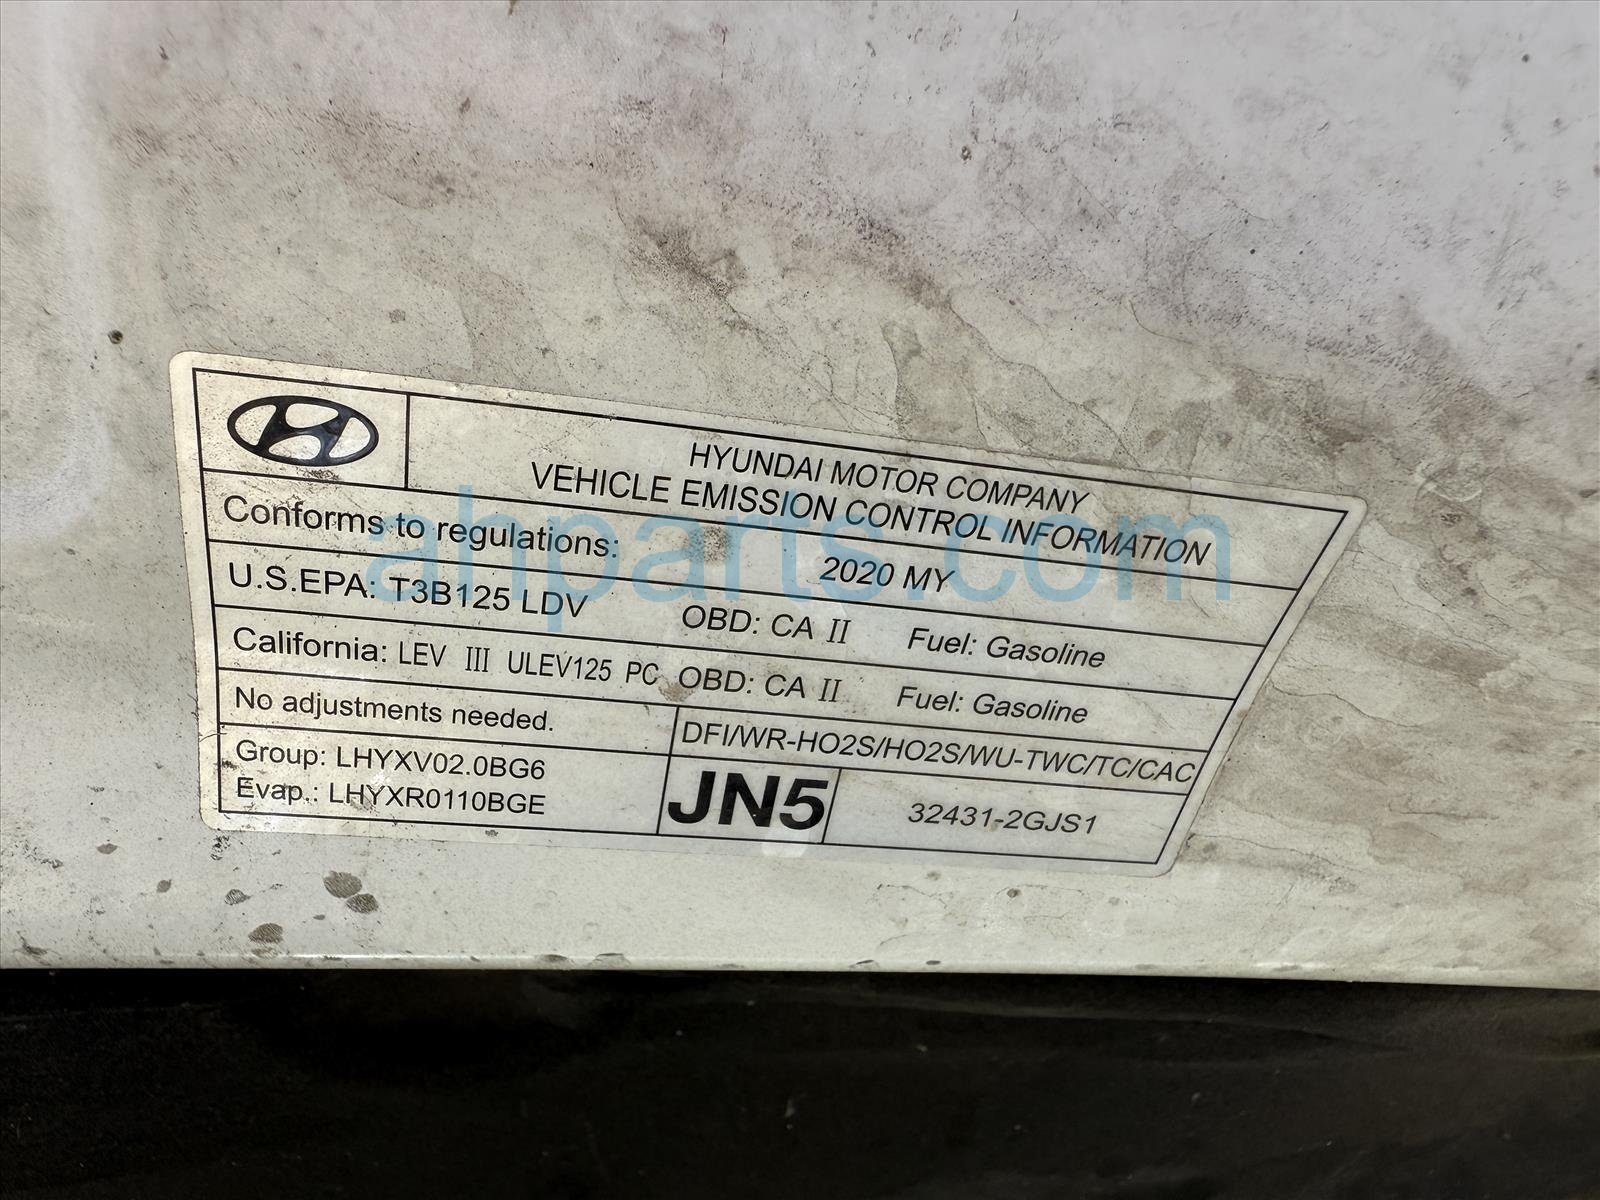 HYUNDAI MOTOR COMPANY
VEHICLE EMISSION CONTROL INFORMATION
Conforms to regulations: 2020 MY
U.S.EPA: T3B125 LDV OBD: CA II Fuel: Gasoline
California: LEV III ULEV125 PC OBD: CA II Fuel: Gasoline
No adjustments needed. DFI/WR-HO2S/HO2S/WU-TWC/TC/CAC
Group: LHYXV02.0BG6
Evap.: LHYXR0110BGE
JN5 32431-2GJS1
ahparts.com